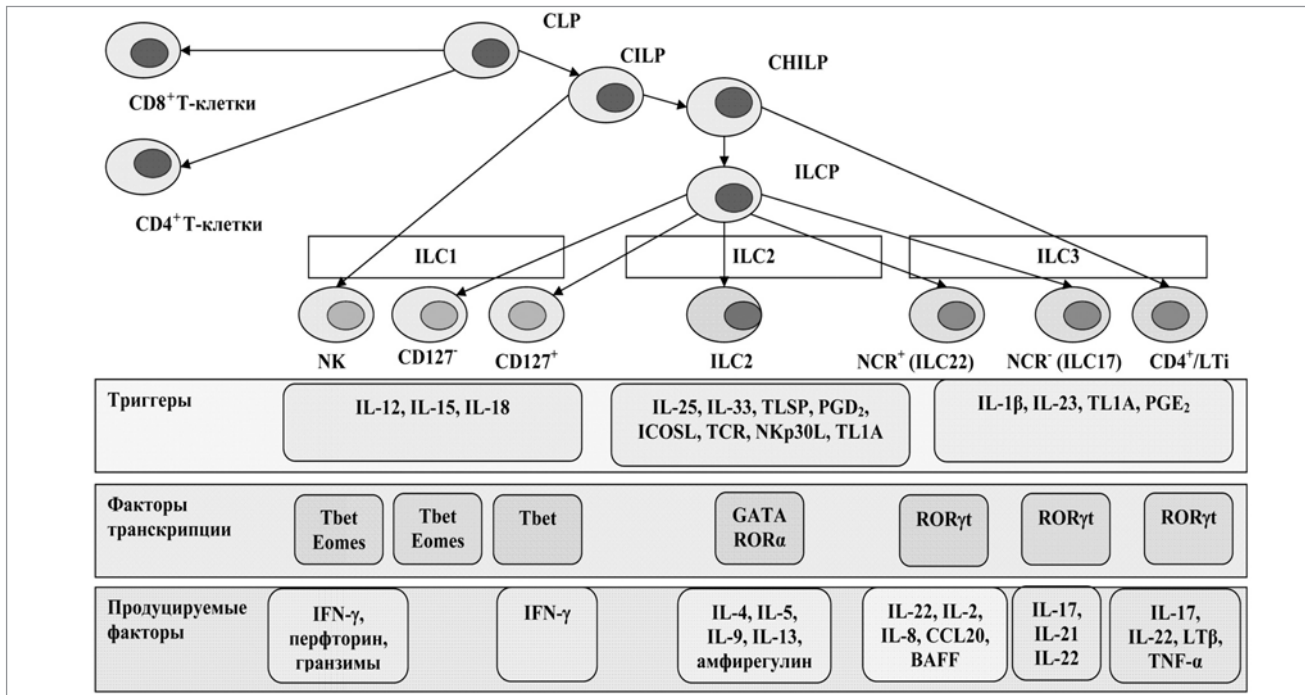 CLP
CILP
CHILP
CD8⁺T-клетки
ILCP
CD4⁺T-клетки
ILC1
ILC2
ILC3
NK
CD127⁻
CD127⁺
ILC2
NCR⁺ (ILC22)
NCR⁻ (ILC17)
CD4⁺/LTi
Триггеры
IL-12, IL-15, IL-18
IL-25, IL-33, TLSP, PGD₂,
ICOSL, TCR, NKp30L, TL1A
IL-1β, IL-23, TL1A, PGE₂
Факторы
транскрипции
Tbet
Eomes
Tbet
Eomes
Tbet
GATA
RORα
RORγt
RORγt
RORγt
Продуцируемые
факторы
IFN-γ,
перфторин,
гранзимы
IFN-γ
IL-4, IL-5,
IL-9, IL-13,
амфирегулин
IL-22, IL-2,
IL-8, CCL20,
BAFF
IL-17,
IL-21
IL-22
IL-17,
IL-22, LTβ,
TNF-α